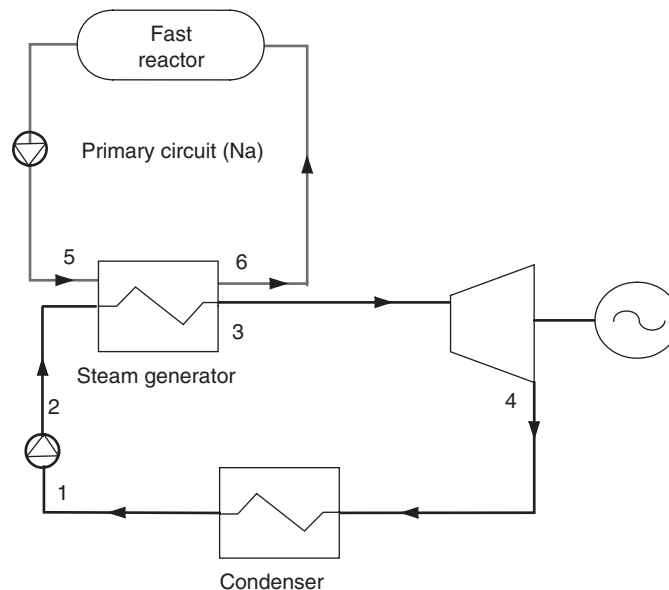 Fast
reactor
Primary circuit (Na)
5
6
3
Steam generator
2
4
1
Condenser